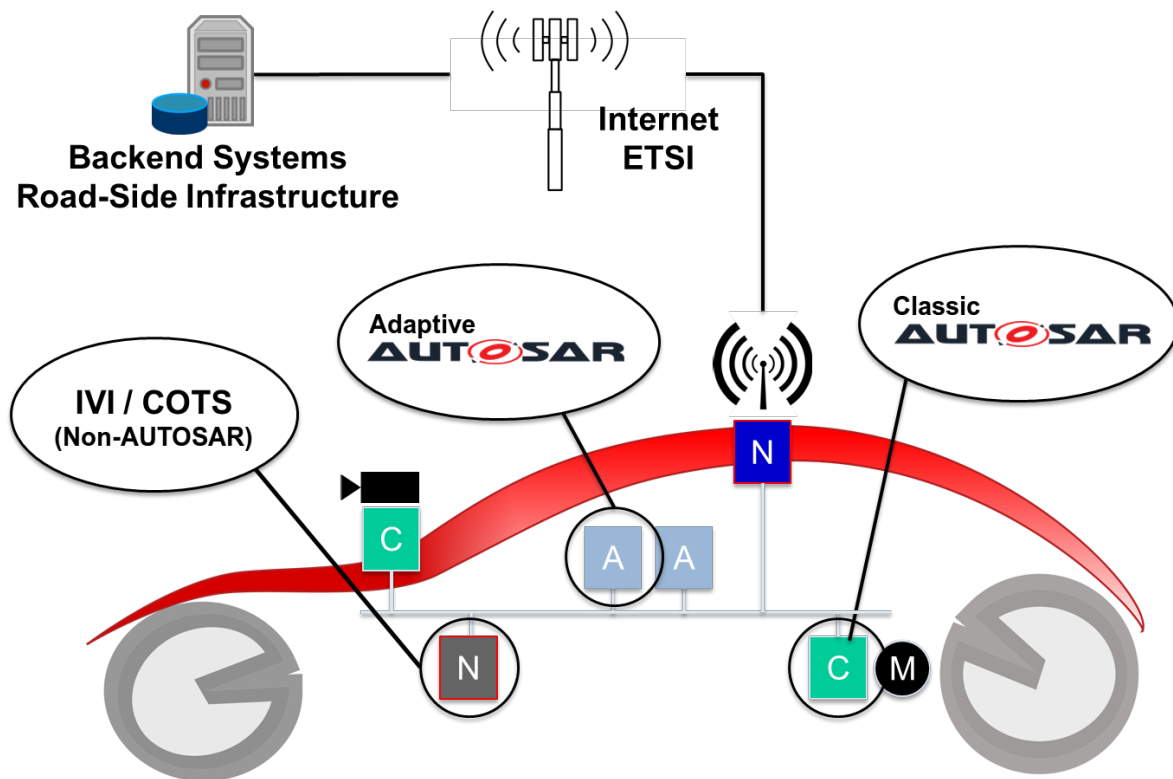 Backend Systems
Road-Side Infrastructure
Internet
ETSI
Adaptive
AUTOSAR
Classic
AUTOSAR
IVI / COTS
(Non-AUTOSAR)
N
C
A
A
N
C
M